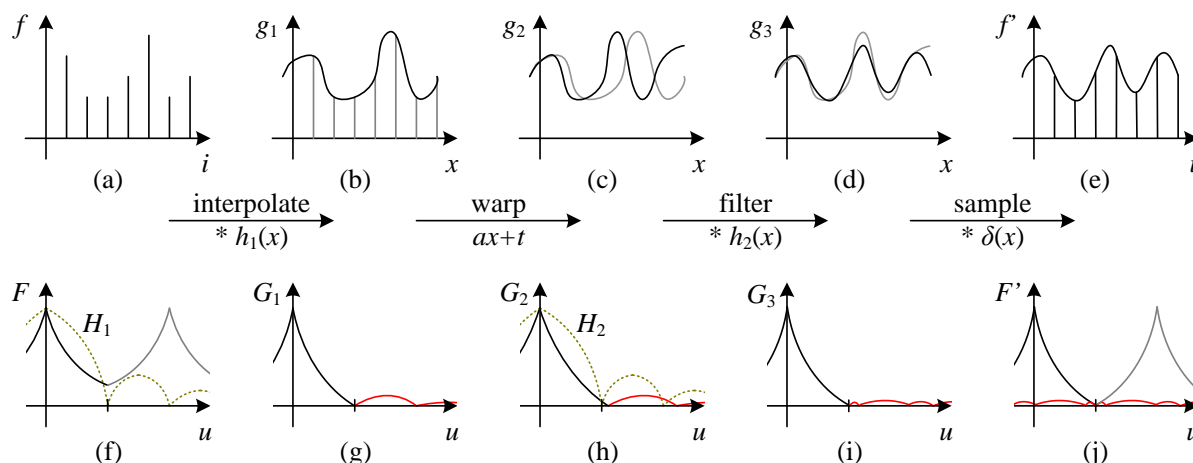 f g₁ g₂ g₃ f’
i x x x i
(a) (b) (c) (d) (e)
interpolate warp filter sample
* h₁(x) ax+t * h₂(x) * δ(x)
F H₁ G₁ G₂ H₂ G₃ F’
u u u u u
(f) (g) (h) (i) (j)